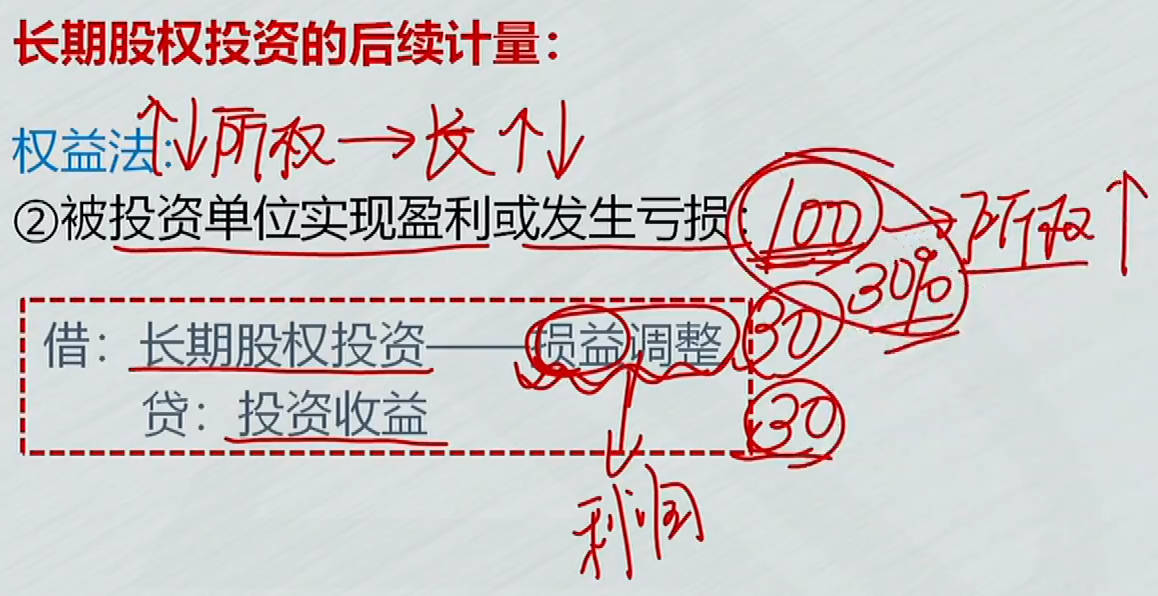 长期股权投资的后续计量：
权益法：↑↓所权→长↑↓
②被投资单位实现盈利或发生亏损：100→所权↑
30%
借：长期股权投资——损益调整 30
贷：投资收益 30
利润